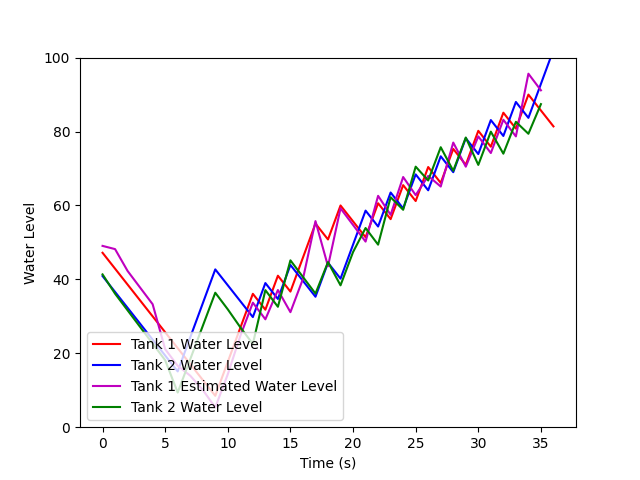 100
80
60
40
20
0
Water Level
Tank 1 Water Level
Tank 2 Water Level
Tank 1 Estimated Water Level
Tank 2 Water Level
0 5 10 15 20 25 30 35
Time (s)